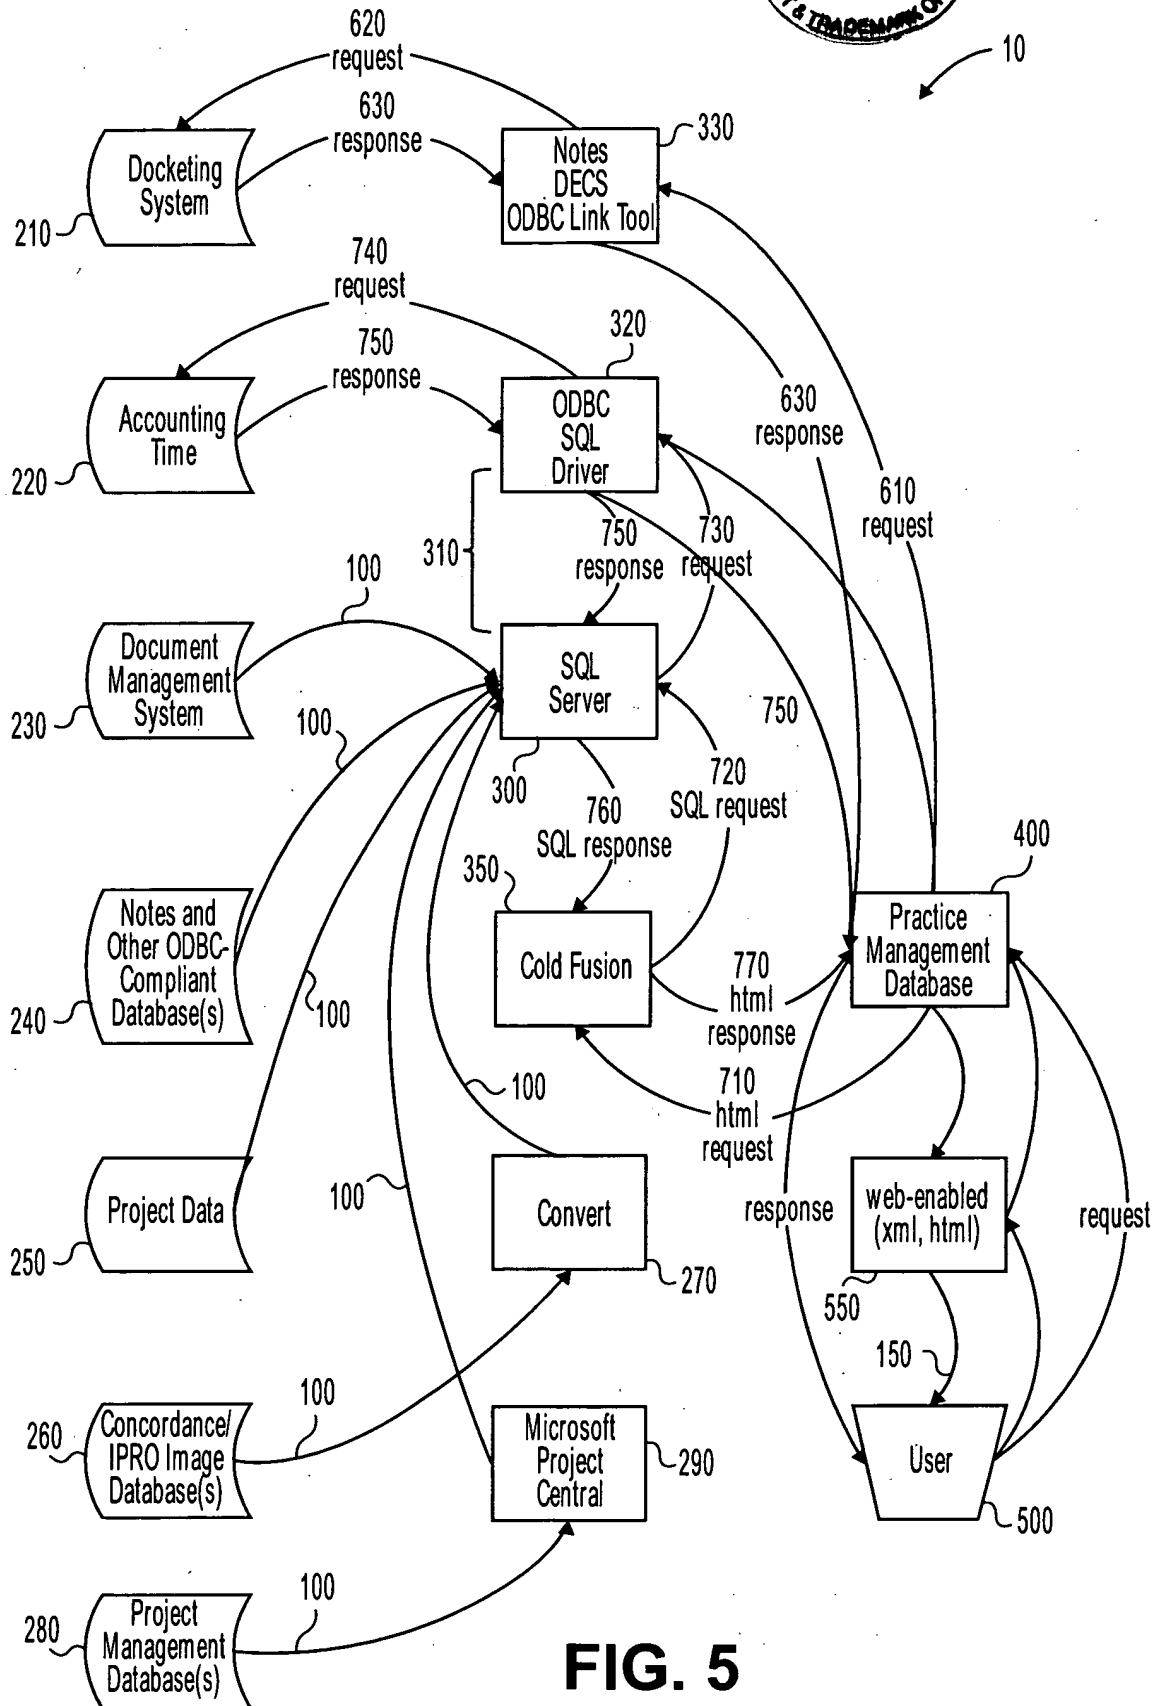 & TRADEMARK
10
620
request
630
response
Docketing
System
210
Notes
DECS
ODBC Link Tool
330
740
request
750
response
Accounting
Time
220
320
ODBC
SQL
Driver
630
response
610
request
310
750
response
730
request
100
Document
Management
System
230
SQL
Server
300
750
100
720
SQL request
760
SQL response
350
400
Notes and
Other ODBC-
Compliant
Database(s)
240
Cold Fusion
Practice
Management
Database
770
html
response
100
710
html
request
100
100
Project Data
250
Convert
270
response
web-enabled
(xml, html)
550
request
150
100
260
Concordance/
IPRO Image
Database(s)
Microsoft
Project
Central
290
User
500
100
280
Project
Management
Database(s)
FIG. 5